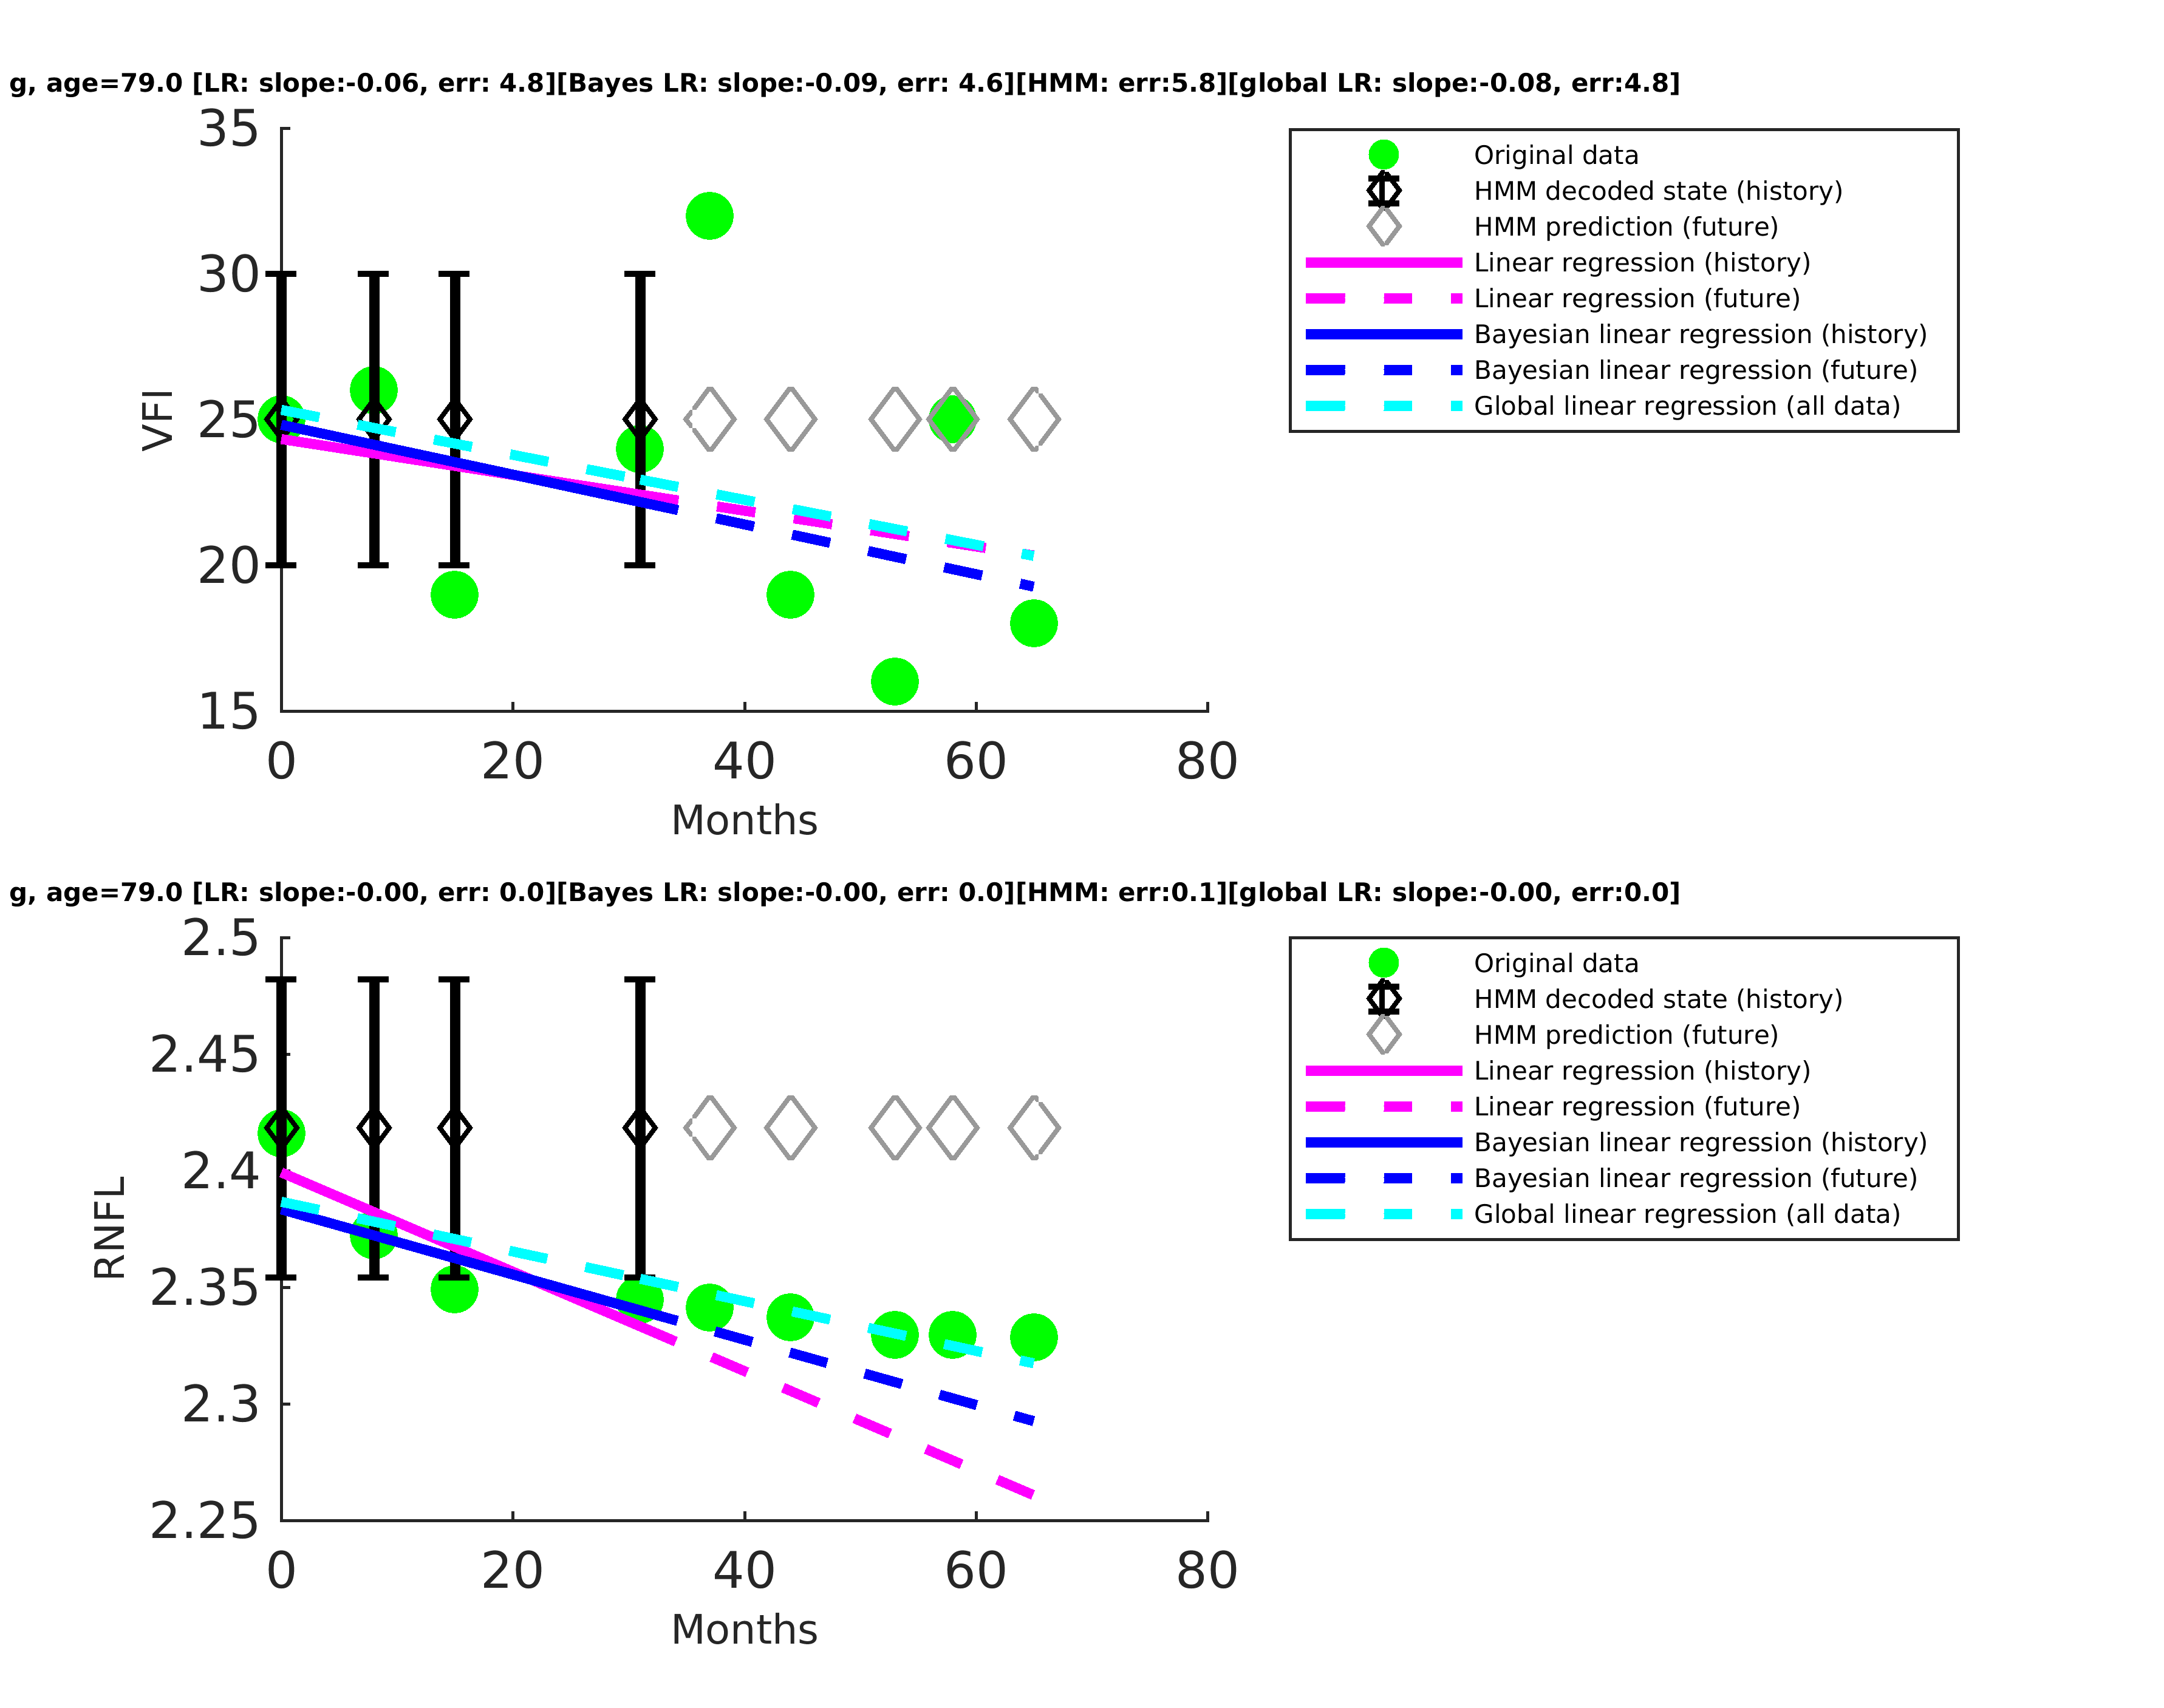 g, age=79.0 [LR: slope:-0.06, err: 4.8][Bayes LR: slope:-0.09, err: 4.6][HMM: err:5.8][global LR: slope:-0.08, err:4.8]
35
30
25
20
15
VFI
0 20 40 60 80
Months
Original data
HMM decoded state (history)
HMM prediction (future)
Linear regression (history)
Linear regression (future)
Bayesian linear regression (history)
Bayesian linear regression (future)
Global linear regression (all data)
g, age=79.0 [LR: slope:-0.00, err: 0.0][Bayes LR: slope:-0.00, err: 0.0][HMM: err:0.1][global LR: slope:-0.00, err:0.0]
2.5
2.45
2.4
2.35
2.3
2.25
RNFL
0 20 40 60 80
Months
Original data
HMM decoded state (history)
HMM prediction (future)
Linear regression (history)
Linear regression (future)
Bayesian linear regression (history)
Bayesian linear regression (future)
Global linear regression (all data)